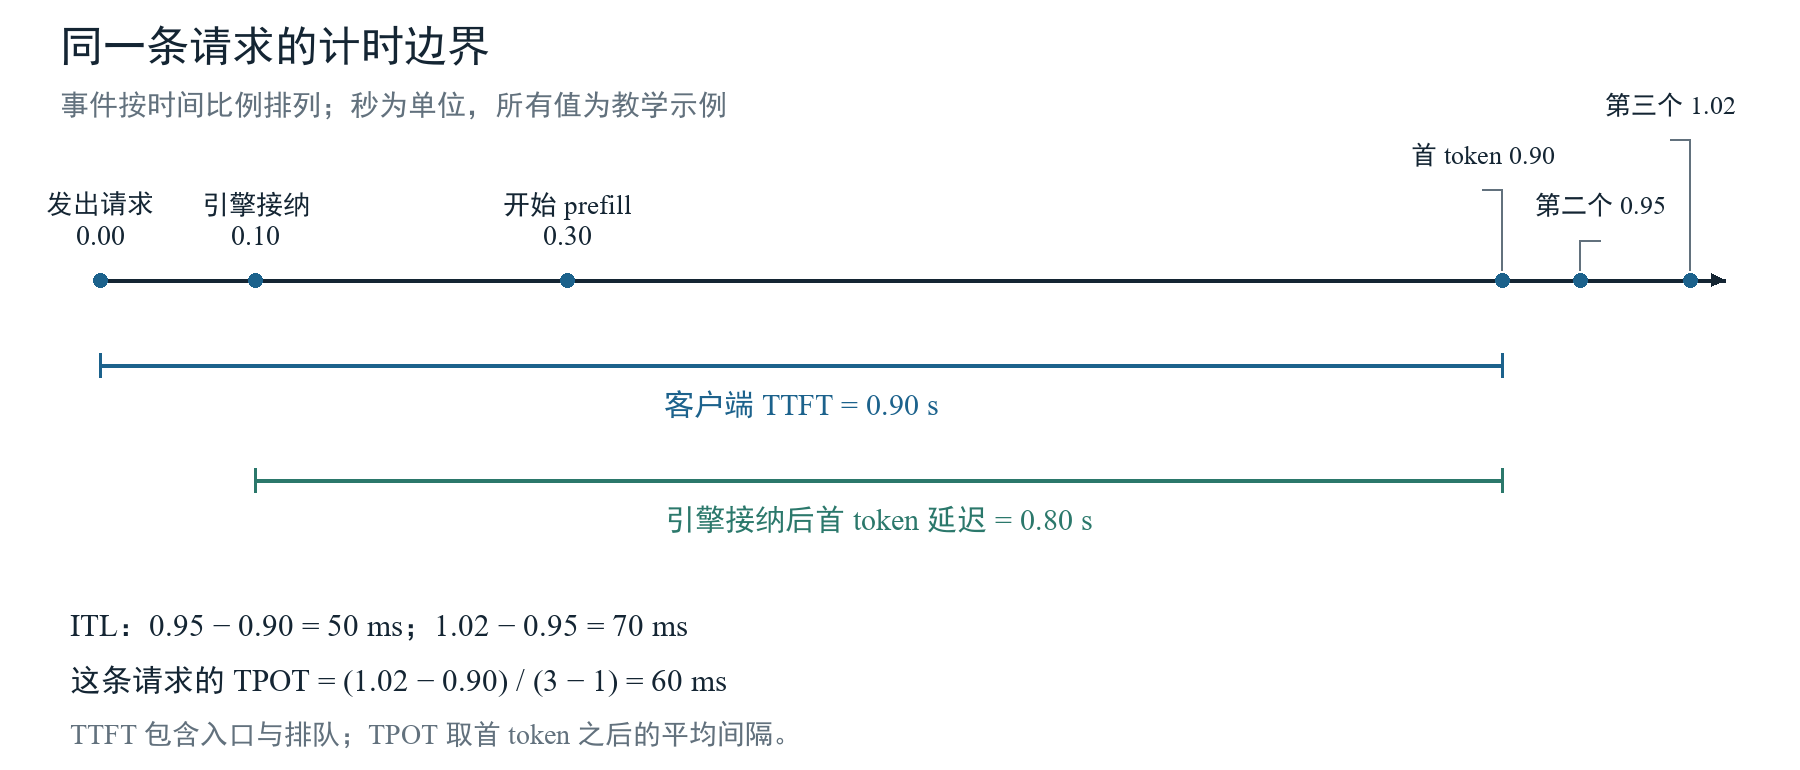 同一条请求的计时边界
事件按时间比例排列；秒为单位，所有值为教学示例
第三个 1.02
首 token 0.90
第二个 0.95
发出请求
0.00
引擎接纳
0.10
开始 prefill
0.30
客户端 TTFT = 0.90 s
引擎接纳后首 token 延迟 = 0.80 s
ITL：0.95 − 0.90 = 50 ms；1.02 − 0.95 = 70 ms
这条请求的 TPOT = (1.02 − 0.90) / (3 − 1) = 60 ms
TTFT 包含入口与排队；TPOT 取首 token 之后的平均间隔。